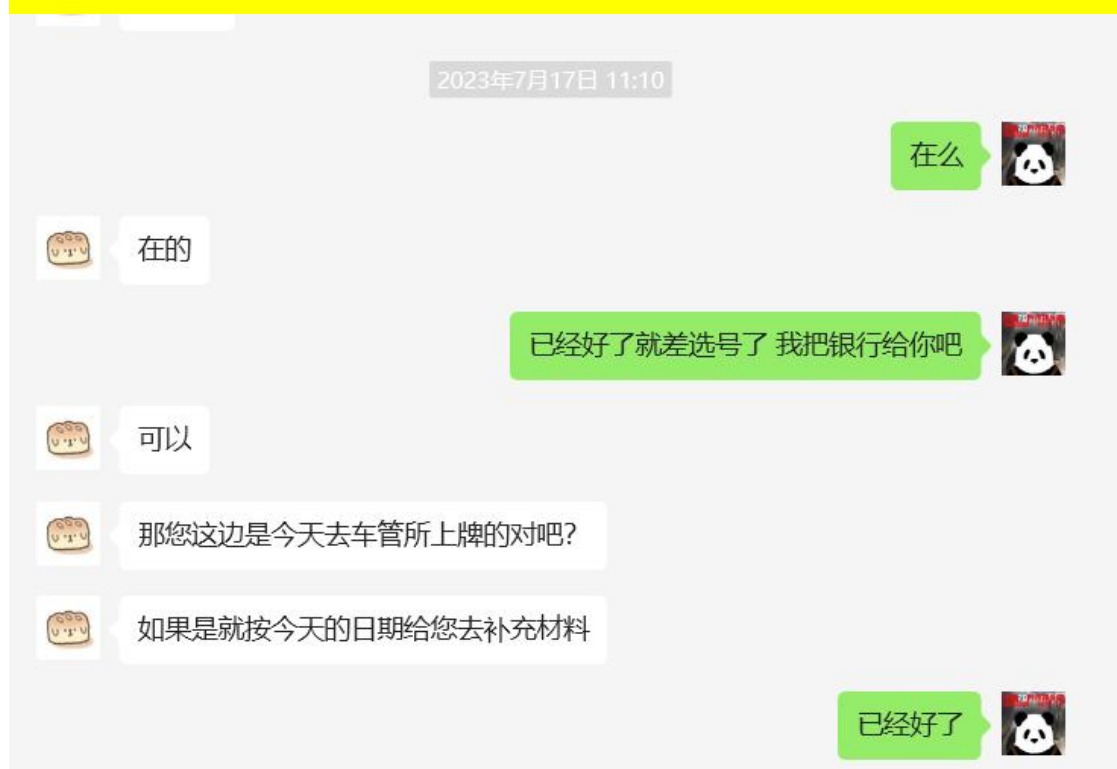 2023年7月17日 11:10
在么
在的
已经好了就差选号了 我把银行给你吧
可以
那您这边是今天去车管所上牌的对吧?
如果是就按今天的日期给您去补充材料
已经好了